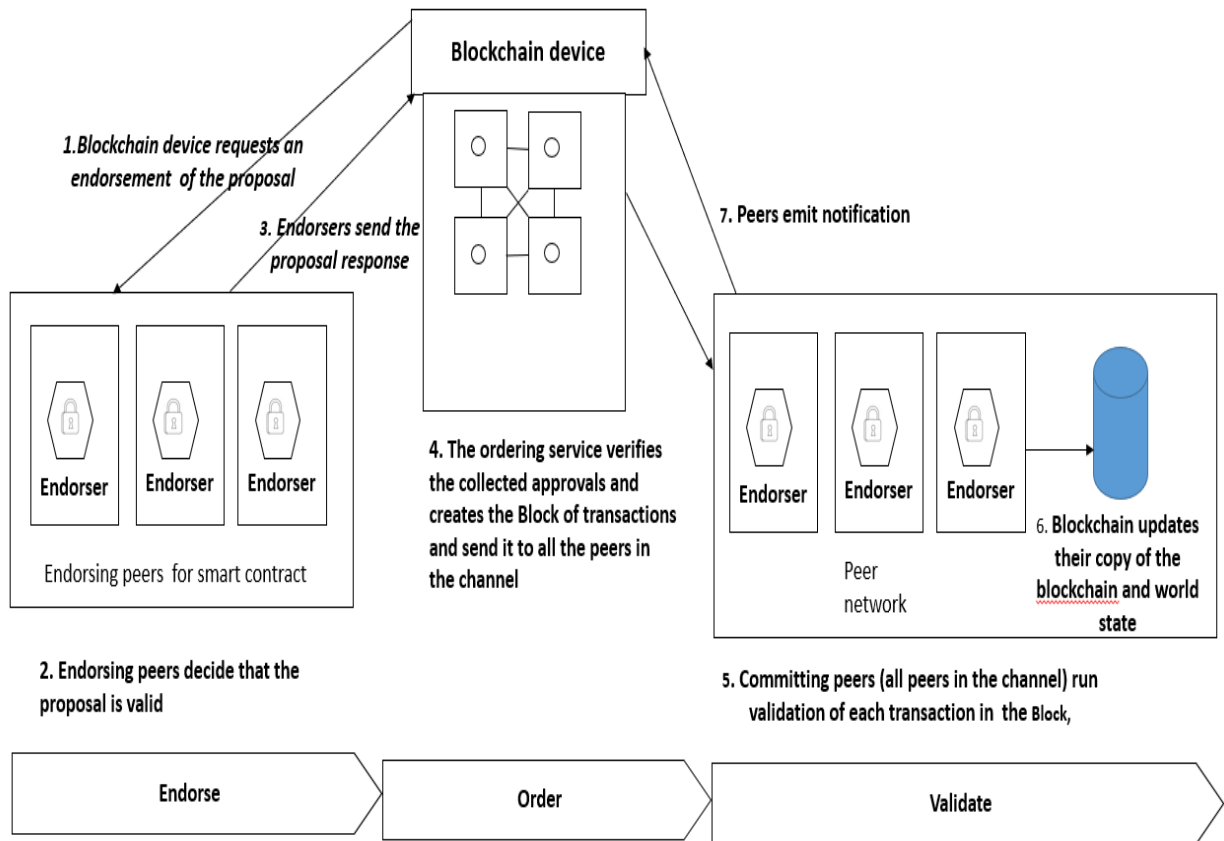 Blockchain device
1.Blockchain device requests an
endorsement of the proposal
3. Endorsers send the
proposal response
7. Peers emit notification
Endorser
Endorser
Endorser
Endorsing peers for smart contract
2. Endorsing peers decide that the
proposal is valid
4. The ordering service verifies
the collected approvals and
creates the Block of transactions
and send it to all the peers in
the channel
Endorser
Endorser
Endorser
Peer
network
6. Blockchain updates
their copy of the
blockchain and world
state
5. Committing peers (all peers in the channel) run
validation of each transaction in the Block,
Endorse
Order
Validate